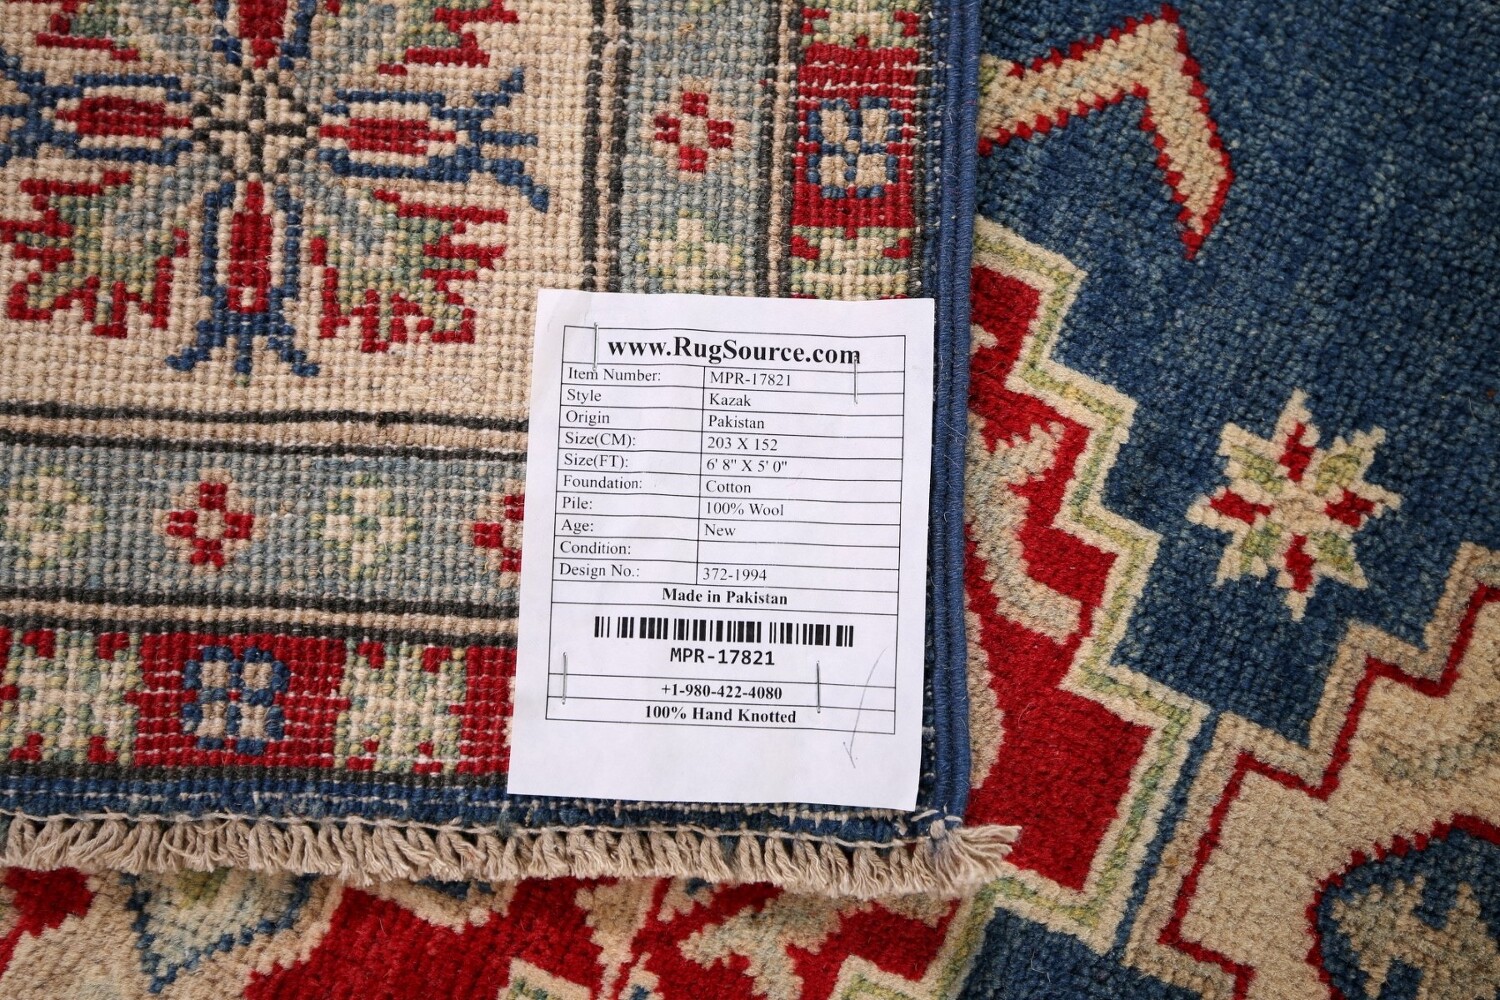 www.RugSource.com
Item Number: MPR-17821
Style Kazak
Origin Pakistan
Size(CM): 203 X 152
Size(FT): 6' 8" X 5' 0"
Foundation: Cotton
Pile: 100% Wool
Age: New
Condition:
Design No.: 372-1994
Made in Pakistan
MPR-17821
+1-980-422-4080
100% Hand Knotted